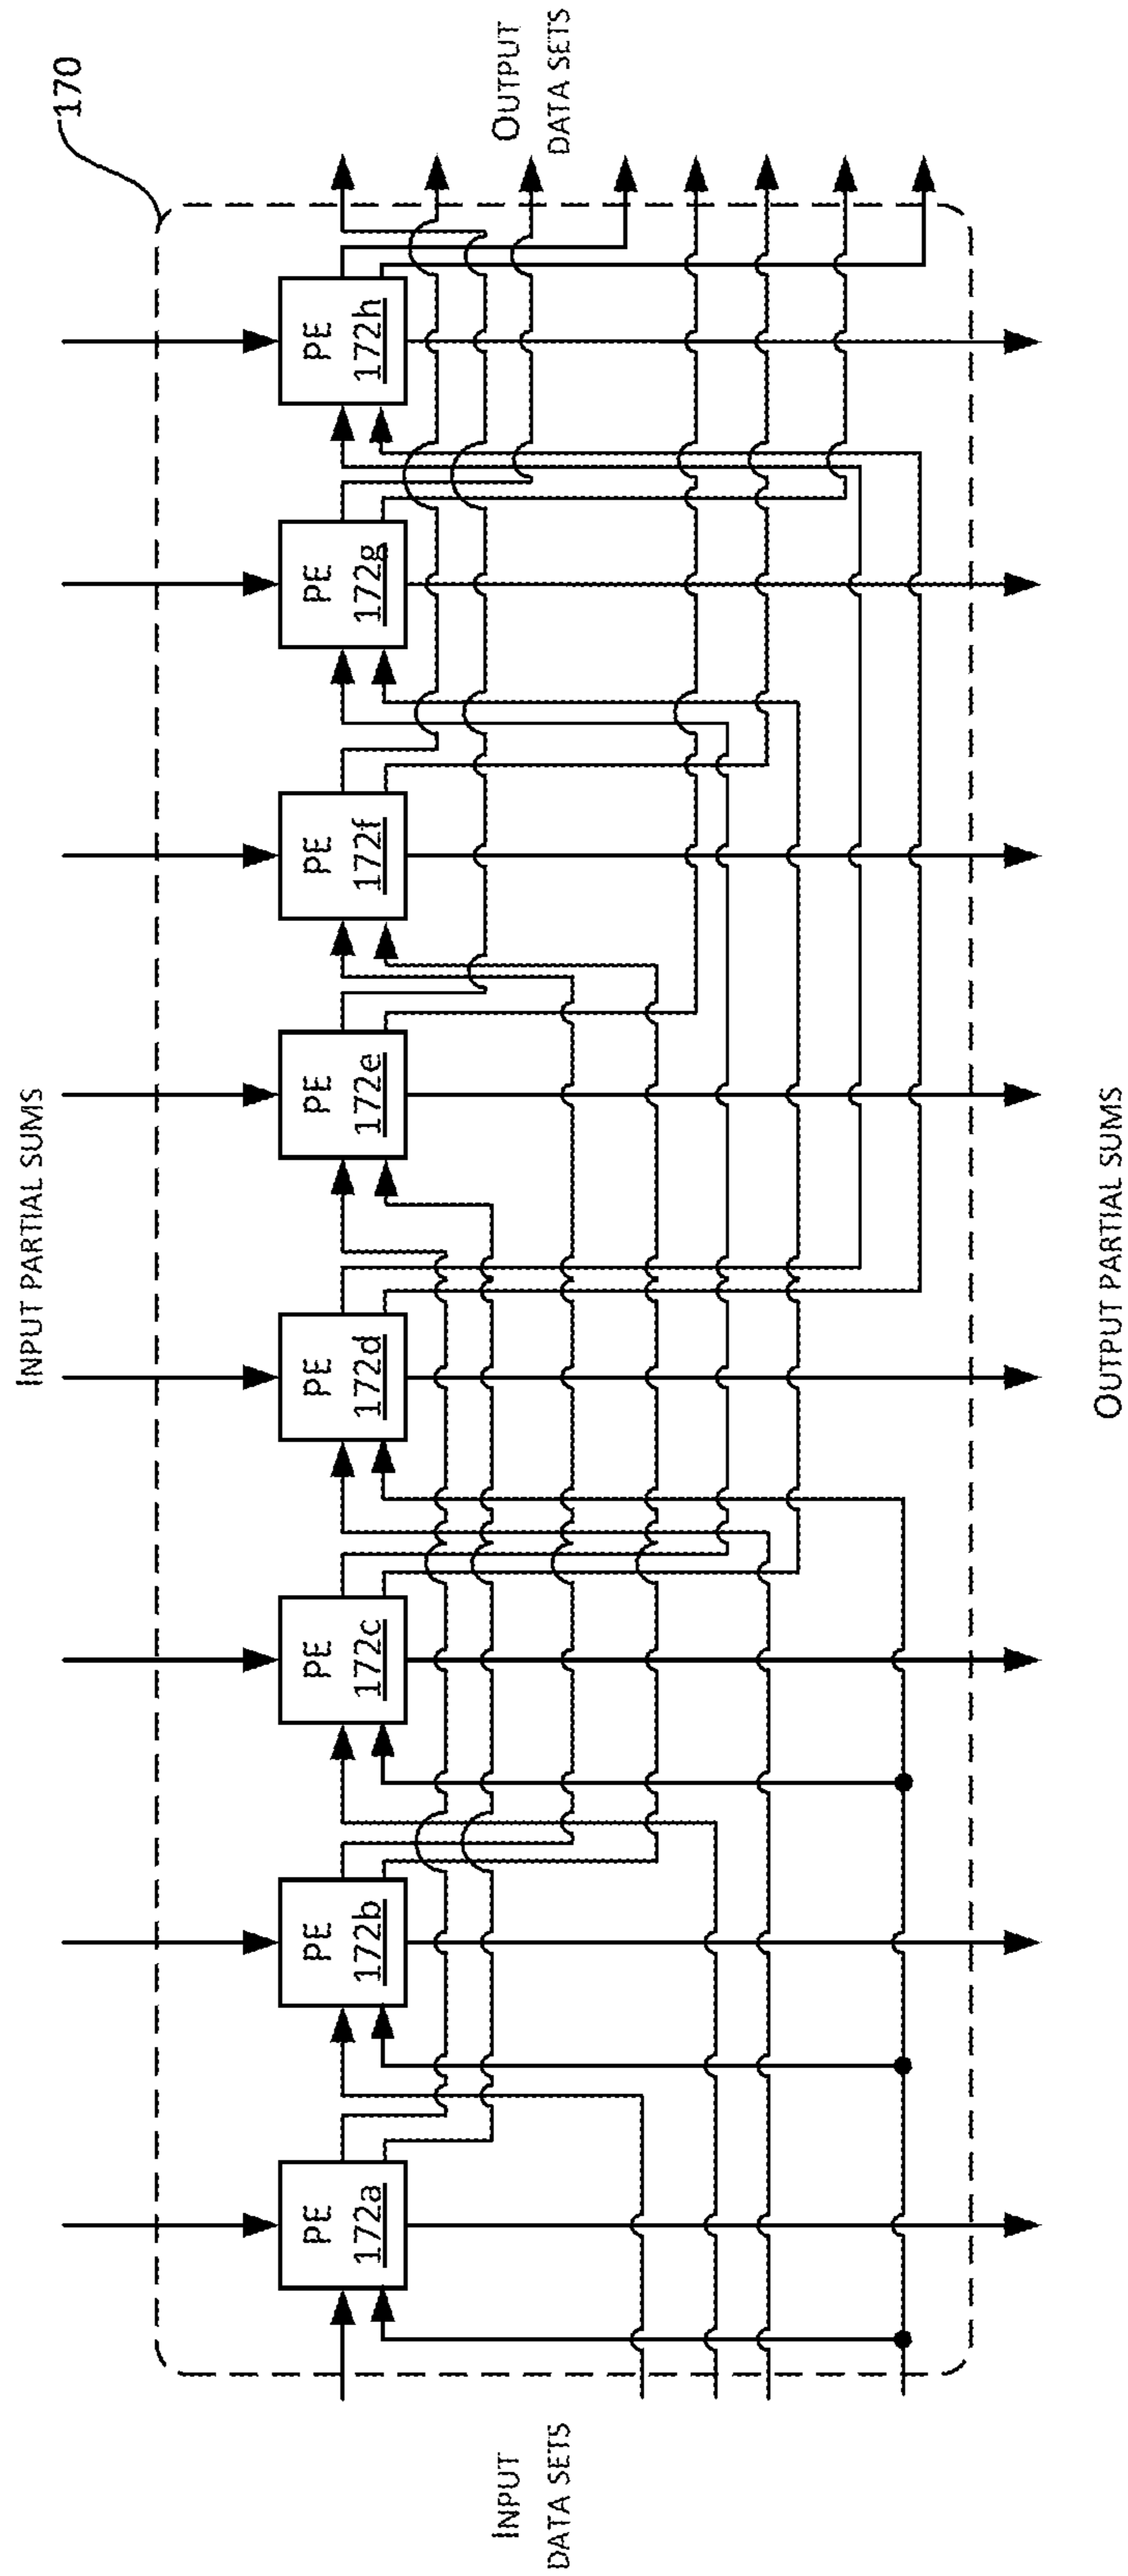 170
INPUT PARTIAL SUMS
INPUT
DATA SETS
PE
172a
PE
172b
PE
172c
PE
172d
PE
172e
PE
172f
PE
172g
PE
172h
OUTPUT
DATA SETS
OUTPUT PARTIAL SUMS